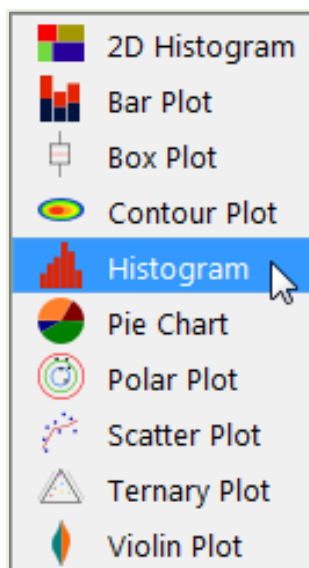 2D Histogram
Bar Plot
Box Plot
Contour Plot
Histogram
Pie Chart
Polar Plot
Scatter Plot
Ternary Plot
Violin Plot